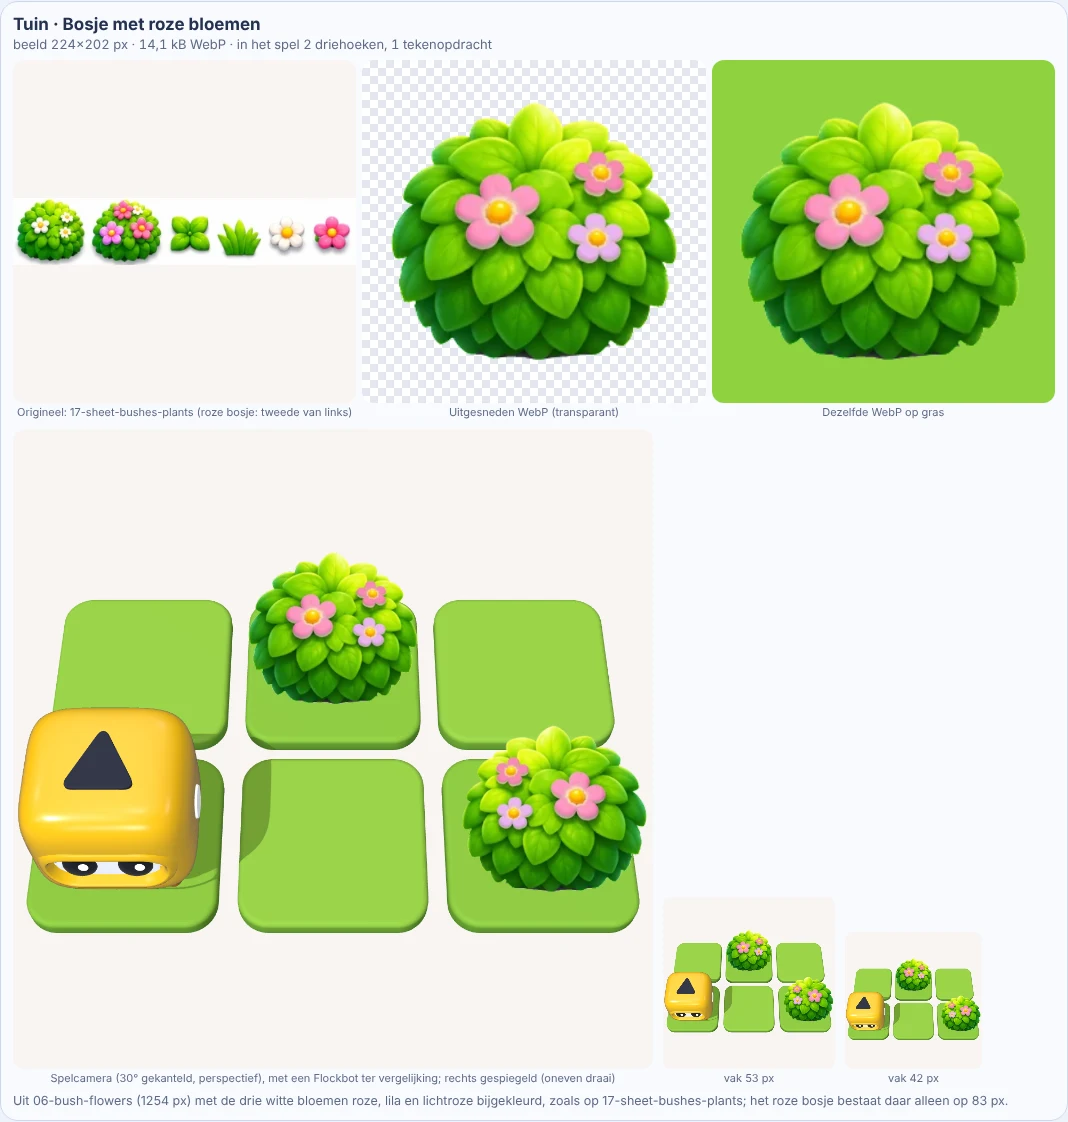 Tuin · Bosje met roze bloemen
beeld 224×202 px · 14,1 kB WebP · in het spel 2 driehoeken, 1 tekenopdracht
Origineel: 17-sheet-bushes-plants (roze bosje: tweede van links)
Uitgesneden WebP (transparant)
Dezelfde WebP op gras
Spelcamera (30° gekanteld, perspectief), met een Flockbot ter vergelijking; rechts gespiegeld (oneven draai)
vak 53 px
vak 42 px
Uit 06-bush-flowers (1254 px) met de drie witte bloemen roze, lila en lichtroze bijgekleurd, zoals op 17-sheet-bushes-plants; het roze bosje bestaat daar alleen op 83 px.